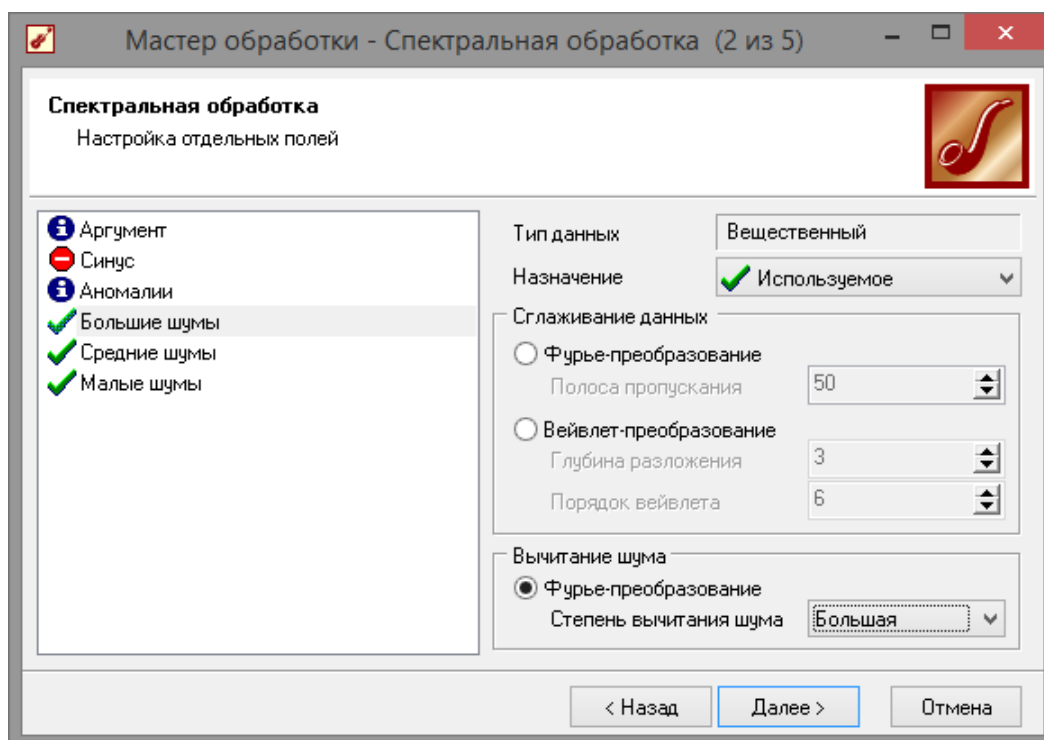 Мастер обработки - Спектральная обработка (2 из 5)
Спектральная обработка
Настройка отдельных полей
Аргумент
Синус
Аномалии
Большие шумы
Средние шумы
Малые шумы
Тип данных Вещественный
Назначение Используемое
Сглаживание данных
Фурье-преобразование
Полоса пропускания 50
Вейвлет-преобразование
Глубина разложения 3
Порядок вейвлета 6
Вычитание шума
Фурье-преобразование
Степень вычитания шума Большая
< Назад Далее > Отмена